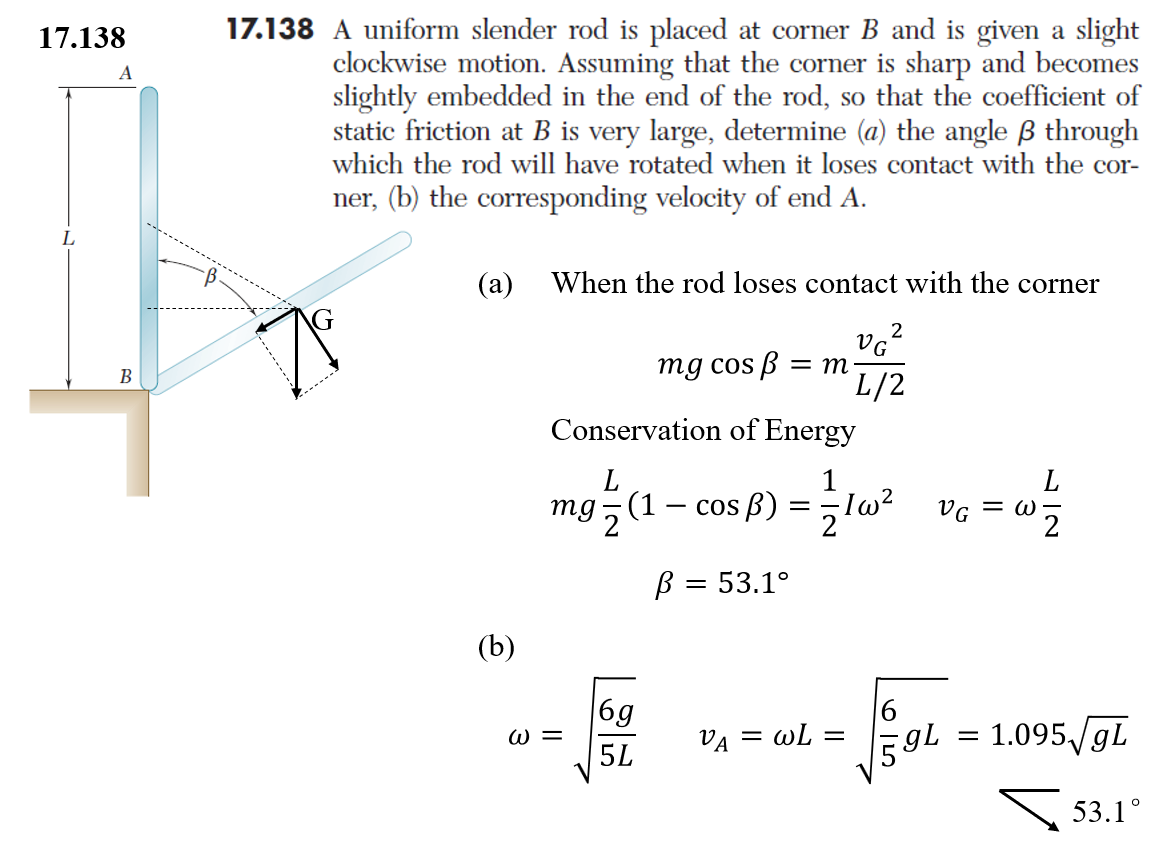 17.138
17.138 A uniform slender rod is placed at corner B and is given a slight
clockwise motion. Assuming that the corner is sharp and becomes
slightly embedded in the end of the rod, so that the coefficient of
static friction at B is very large, determine (a) the angle β through
which the rod will have rotated when it loses contact with the cor-
ner, (b) the corresponding velocity of end A.
A
L
β
G
B
(a) When the rod loses contact with the corner
mg cos β = m v_G² / (L/2)
Conservation of Energy
mg L/2 (1 − cos β) = 1/2 Iω² v_G = ω L/2
β = 53.1°
(b)
ω = √(6g/5L) v_A = ωL = √(6/5 gL) = 1.095√gL
53.1°